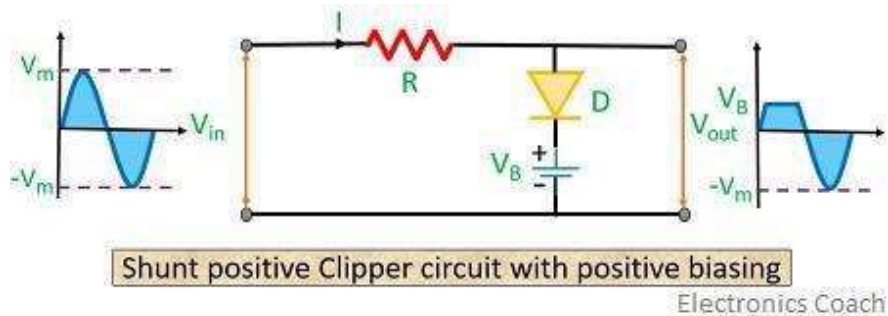 I
Vm
R
D
Vin
VB
+
-
Vout
VB
-Vm
-Vm
Shunt positive Clipper circuit with positive biasing
Electronics Coach